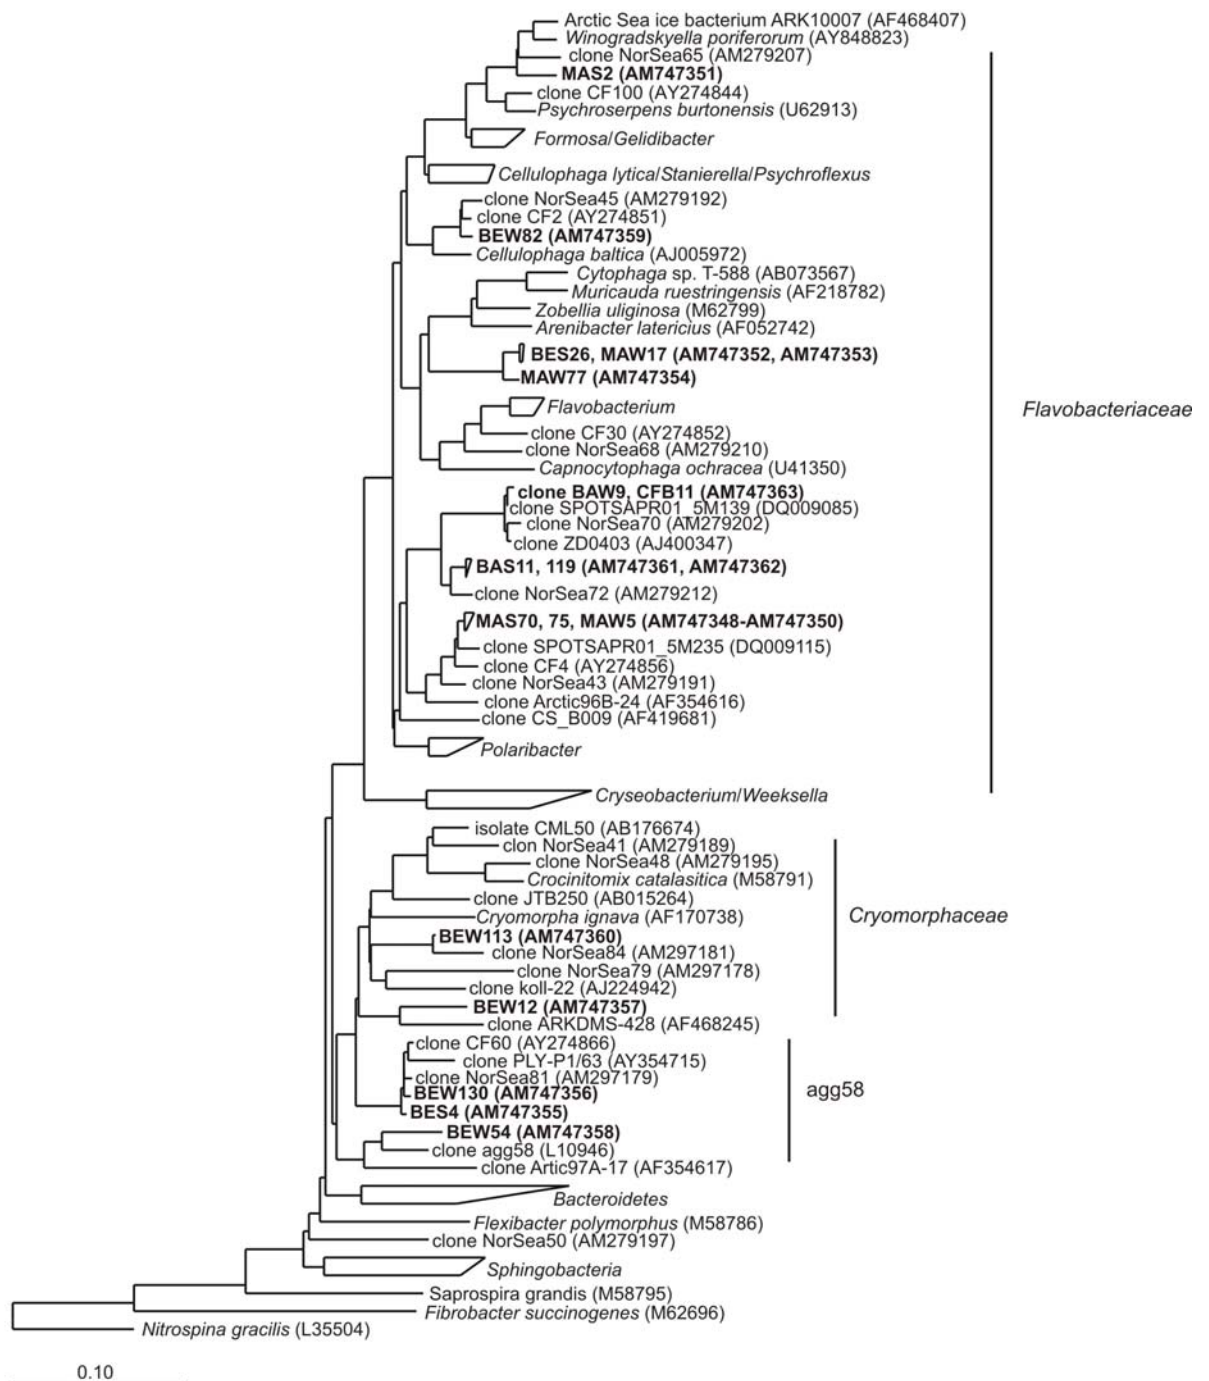 Arctic Sea ice bacterium ARK10007 (AF468407)
Winogradskyella poriferorum (AY848823)
clone NorSea65 (AM279207)
MAS2 (AM747351)
clone CF100 (AY274844)
Psychroserpens burtonensis (U62913)
Formosa/Gelidibacter
Cellulophaga lytica/Stanierella/Psychroflexus
clone NorSea45 (AM279192)
clone CF2 (AY274851)
BEW82 (AM747359)
Cellulophaga baltica (AJ005972)
Cytophaga sp. T-588 (AB073567)
Muricauda ruestringensis (AF218782)
Zobellia uliginosa (M62799)
Arenibacter latericius (AF052742)
BES26, MAW17 (AM747352, AM747353)
MAW77 (AM747354)
Flavobacterium
Flavobacteriaceae
clone CF30 (AY274852)
clone NorSea68 (AM279210)
Capnocytophaga ochracea (U41350)
clone BAW9, CFB11 (AM747363)
clone SPOTSAPR01_5M139 (DQ009085)
clone NorSea70 (AM279202)
clone ZD0403 (AJ400347)
BAS11, 119 (AM747361, AM747362)
clone NorSea72 (AM279212)
MAS70, 75, MAW5 (AM747348-AM747350)
clone SPOTSAPR01_5M235 (DQ009115)
clone CF4 (AY274856)
clone NorSea43 (AM279191)
clone Arctic96B-24 (AF354616)
clone CS_B009 (AF419681)
Polaribacter
Cryseobacterium/Weeksella
isolate CML50 (AB176674)
clon NorSea41 (AM279189)
clone NorSea48 (AM279195)
Crocinitomix catalasitica (M58791)
clone JTB250 (AB015264)
Cryomorpha ignava (AF170738)
Cryomorphaceae
BEW113 (AM747360)
clone NorSea84 (AM297181)
clone NorSea79 (AM297178)
clone koll-22 (AJ224942)
BEW12 (AM747357)
clone ARKDMS-428 (AF468245)
clone CF60 (AY274866)
clone PLY-P1/63 (AY354715)
clone NorSea81 (AM297179)
BEW130 (AM747356)
agg58
BES4 (AM747355)
BEW54 (AM747358)
clone agg58 (L10946)
clone Artic97A-17 (AF354617)
Bacteroidetes
Flexibacter polymorphus (M58786)
clone NorSea50 (AM279197)
Sphingobacteria
Saprospira grandis (M58795)
Fibrobacter succinogenes (M62696)
Nitrospina gracilis (L35504)
0.10